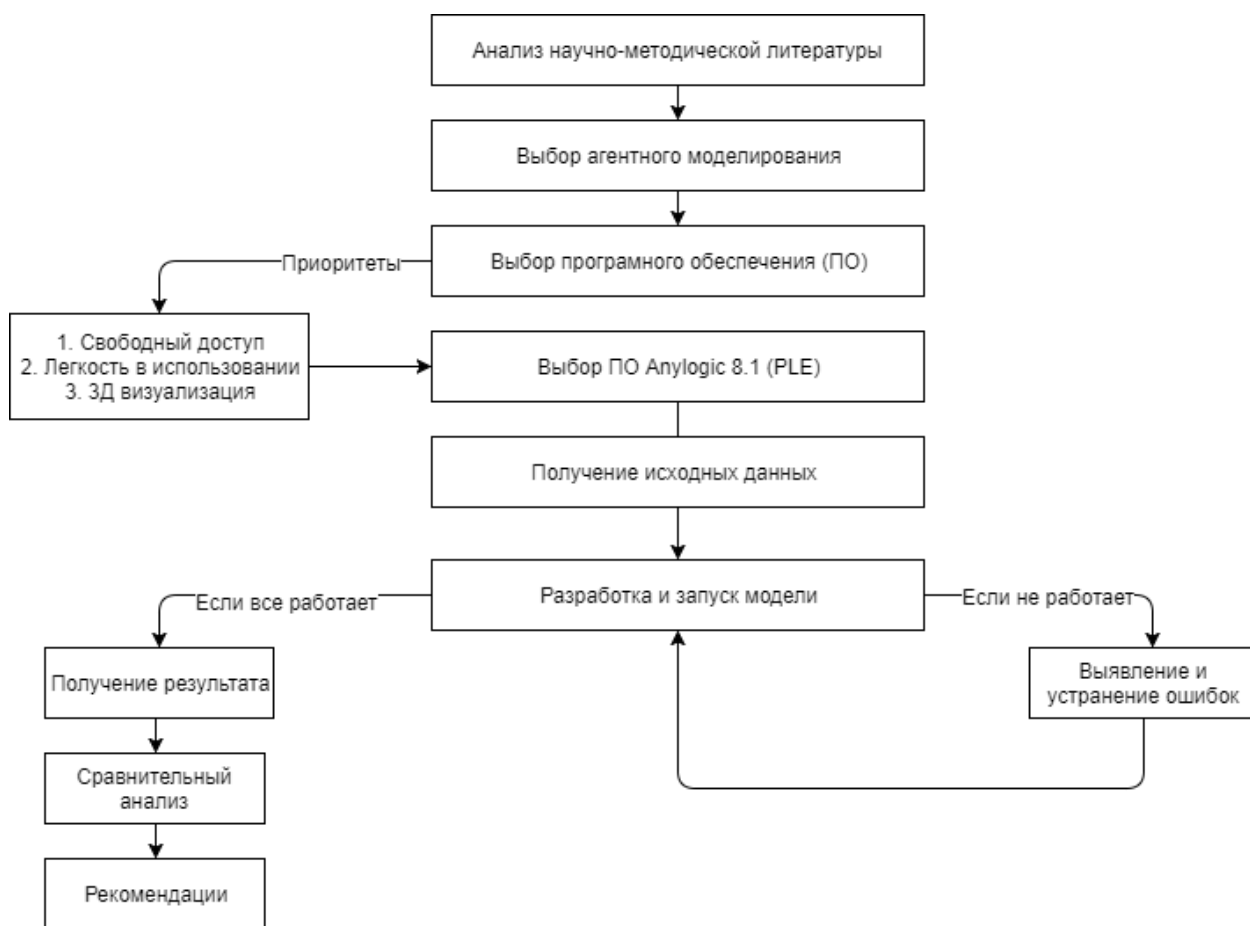 Анализ научно-методической литературы
Выбор агентного моделирования
Выбор програмного обеспечения (ПО)
Приоритеты
1. Свободный доступ
2. Легкость в использовании
3. 3Д визуализация
Выбор ПО Anylogic 8.1 (PLE)
Получение исходных данных
Разработка и запуск модели
Если все работает
Если не работает
Получение результата
Выявление и
устранение ошибок
Сравнительный
анализ
Рекомендации